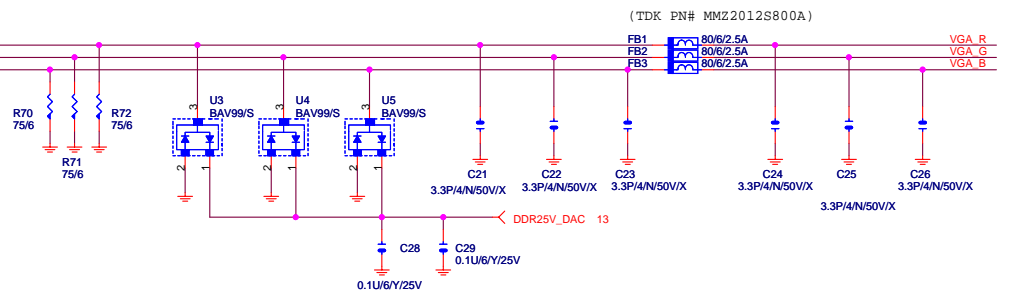 (TDK PN# MMZ2012S800A)
FB1 80/6/2.5A VGA_R
FB2 80/6/2.5A VGA_G
FB3 80/6/2.5A VGA_B
R70
75/6
R72
75/6
R71
75/6
3
U3
BAV99/S
2
1
3
U4
BAV99/S
2
1
3
U5
BAV99/S
2
1
C21
3.3P/4/N/50V/X
C22
3.3P/4/N/50V/X
C23
3.3P/4/N/50V/X
C24
3.3P/4/N/50V/X
C25
3.3P/4/N/50V/X
C26
3.3P/4/N/50V/X
DDR25V_DAC 13
C28
0.1U/6/Y/25V
C29
0.1U/6/Y/25V